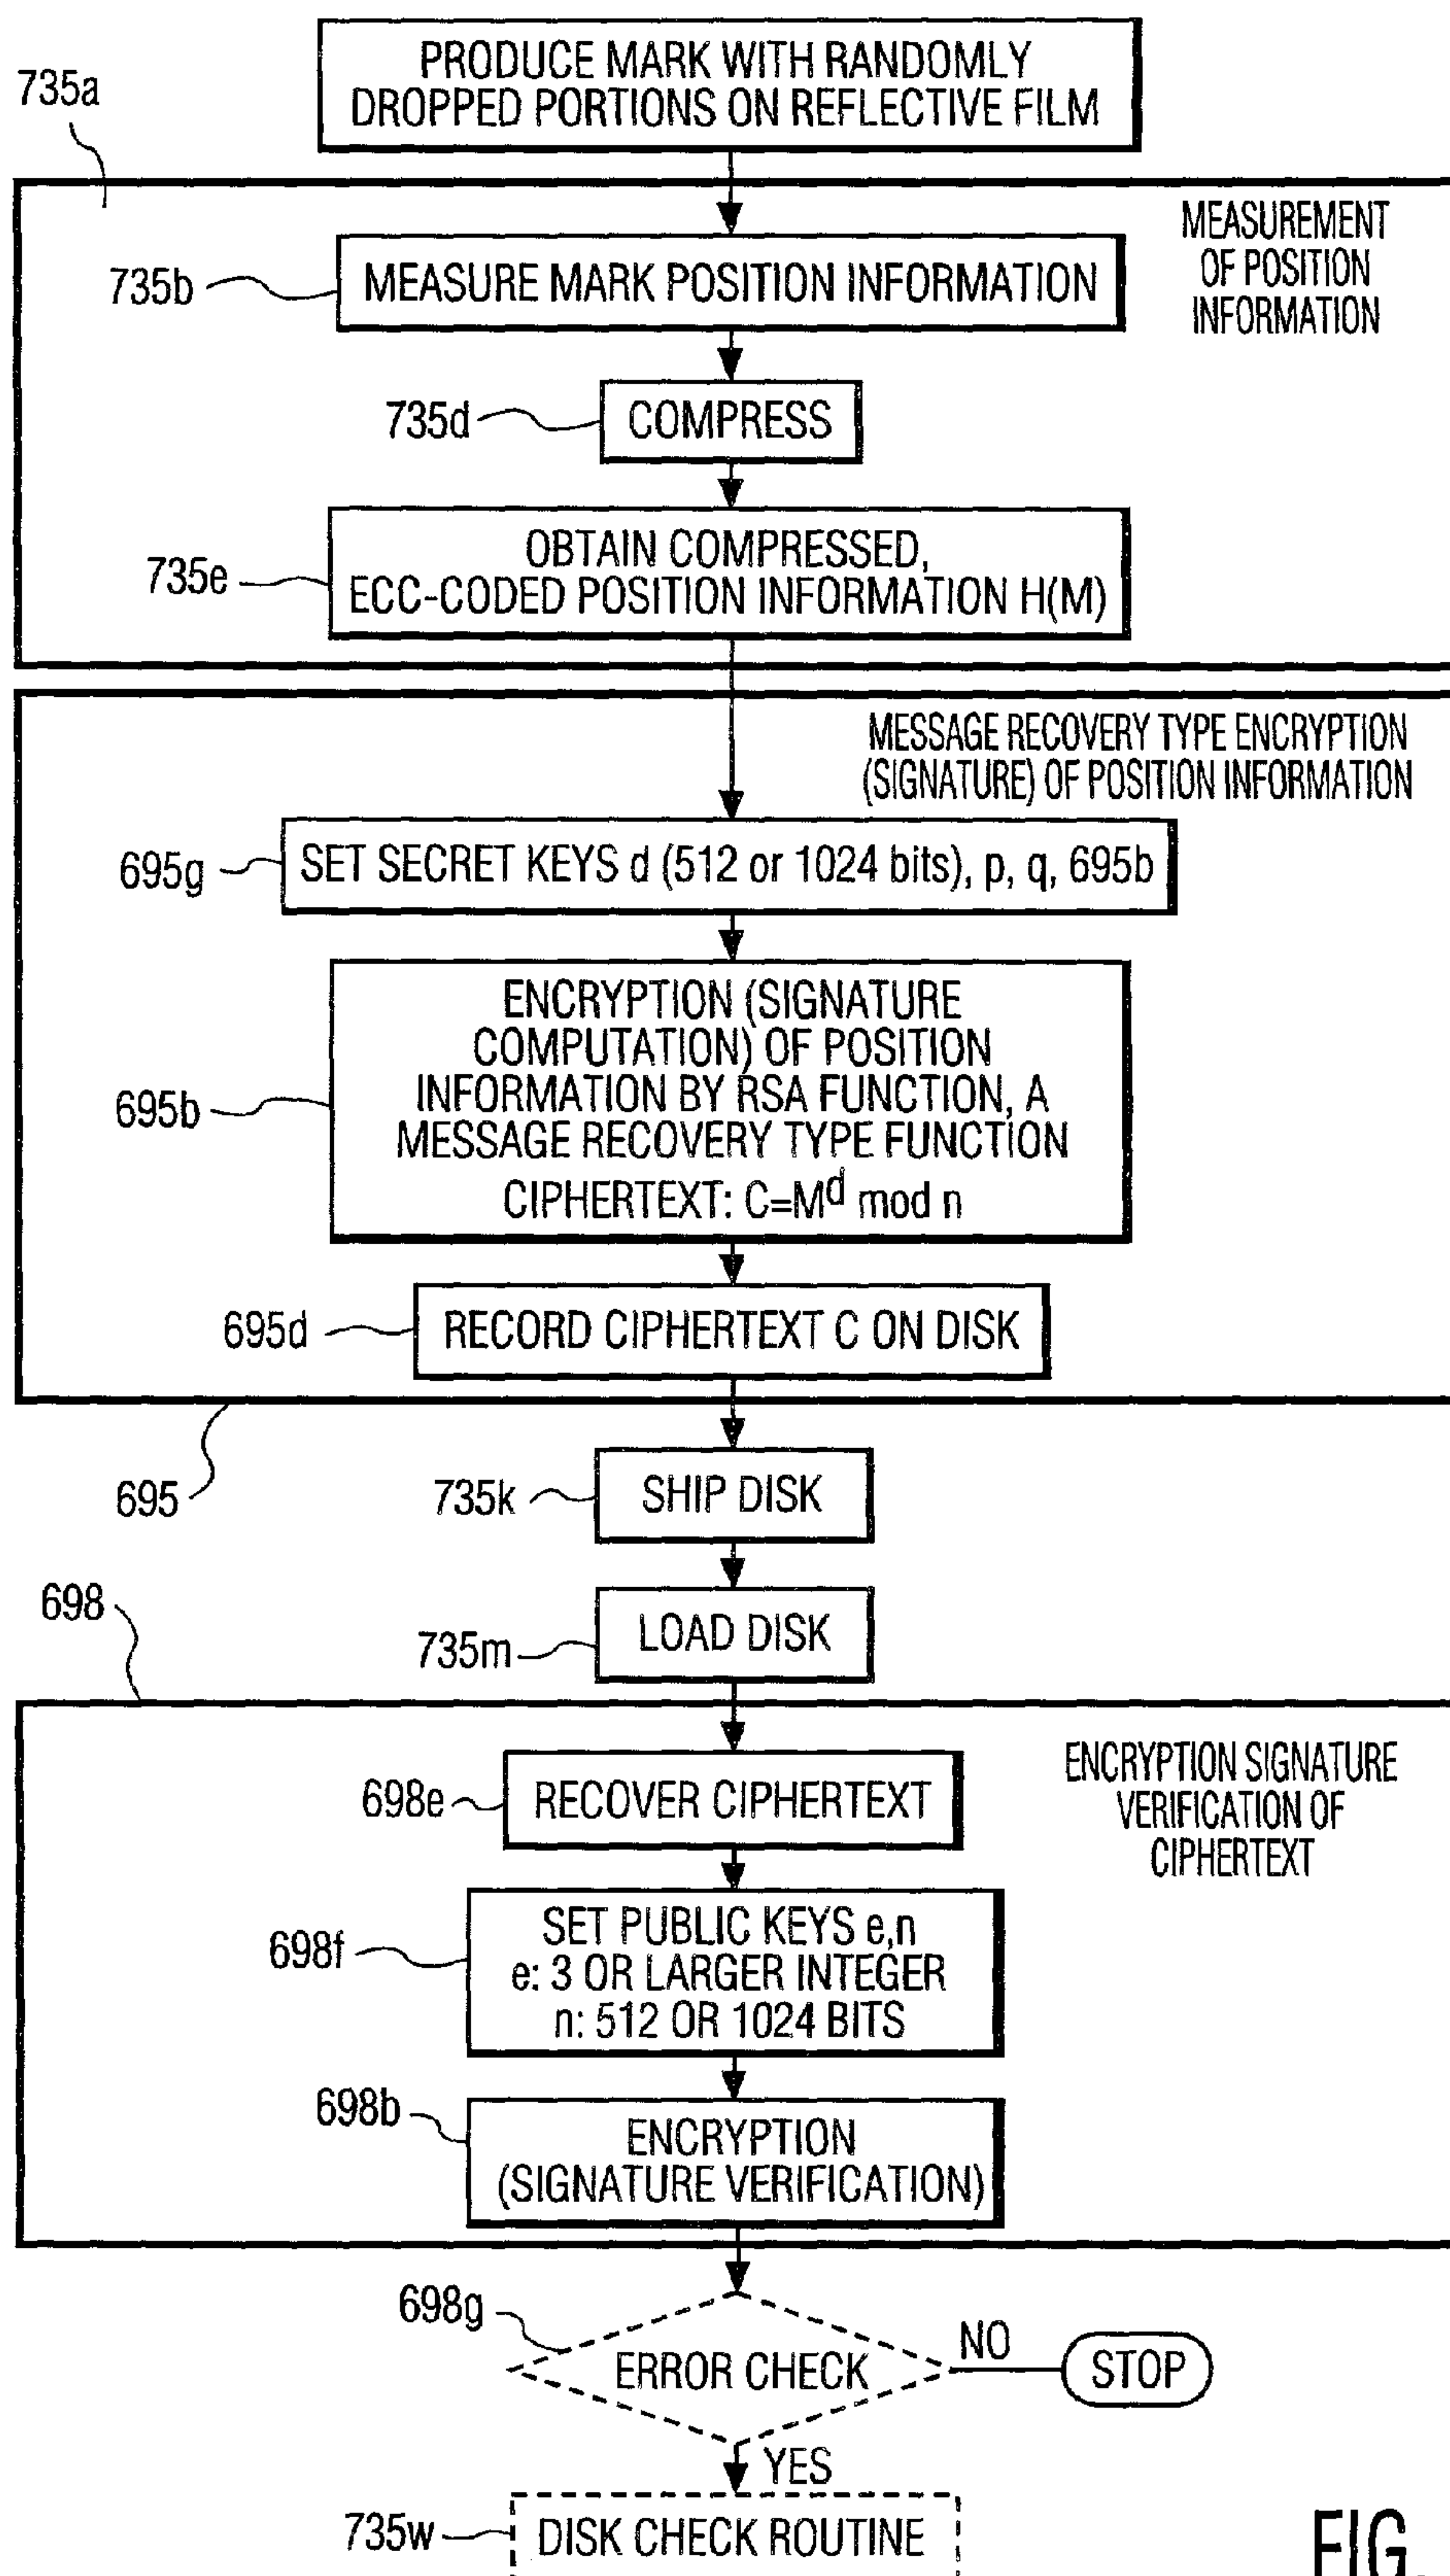 PRODUCE MARK WITH RANDOMLY
DROPPED PORTIONS ON REFLECTIVE FILM
735a
MEASUREMENT
OF POSITION
INFORMATION
735b
MEASURE MARK POSITION INFORMATION
735d
COMPRESS
735e
OBTAIN COMPRESSED,
ECC-CODED POSITION INFORMATION H(M)
MESSAGE RECOVERY TYPE ENCRYPTION
(SIGNATURE) OF POSITION INFORMATION
695g
SET SECRET KEYS d (512 or 1024 bits), p, q, 695b
695b
ENCRYPTION (SIGNATURE
COMPUTATION) OF POSITION
INFORMATION BY RSA FUNCTION, A
MESSAGE RECOVERY TYPE FUNCTION
CIPHERTEXT: C=M^d mod n
695d
RECORD CIPHERTEXT C ON DISK
695
735k
SHIP DISK
735m
LOAD DISK
698
ENCRYPTION SIGNATURE
VERIFICATION OF
CIPHERTEXT
698e
RECOVER CIPHERTEXT
698f
SET PUBLIC KEYS e,n
e: 3 OR LARGER INTEGER
n: 512 OR 1024 BITS
698b
ENCRYPTION
(SIGNATURE VERIFICATION)
698g
ERROR CHECK
NO
STOP
YES
735w
DISK CHECK ROUTINE
FIG.